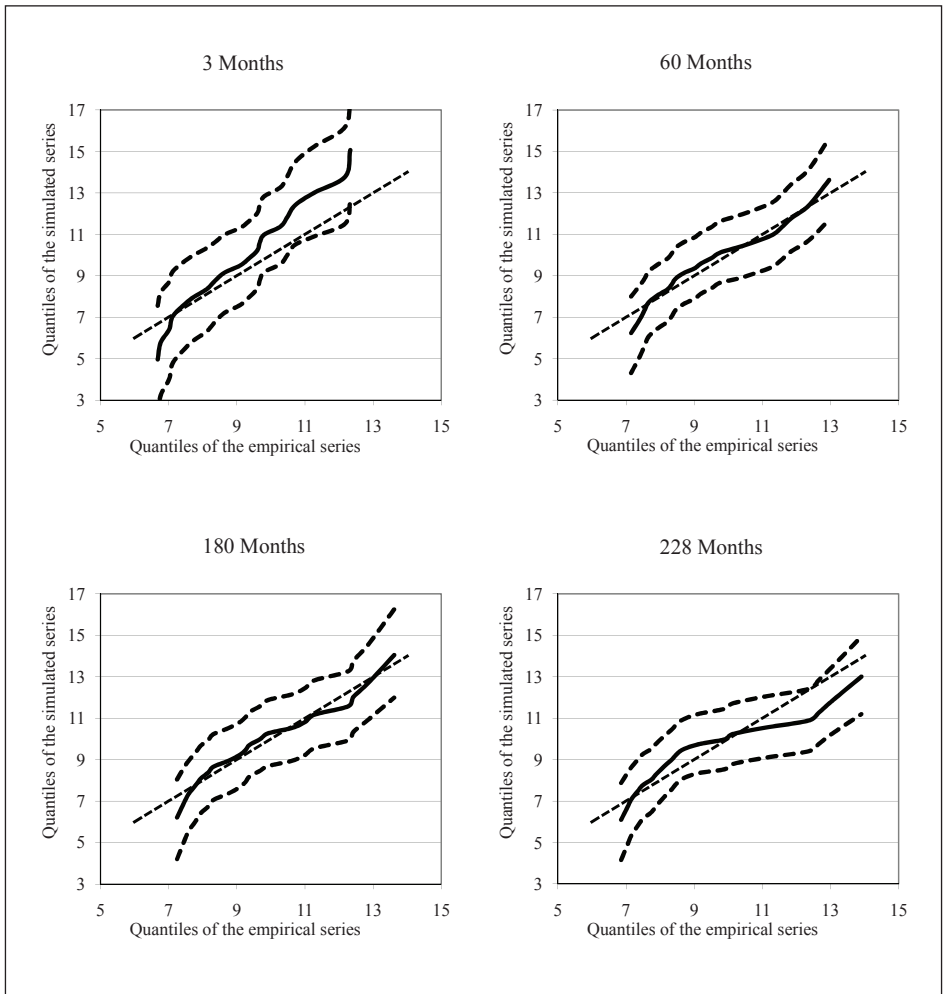 3 Months
17
15
13
11
9
7
5
3
5 7 9 11 13 15
Quantiles of the simulated series
Quantiles of the empirical series
60 Months
17
15
13
11
9
7
5
3
5 7 9 11 13 15
Quantiles of the simulated series
Quantiles of the empirical series
180 Months
17
15
13
11
9
7
5
3
5 7 9 11 13 15
Quantiles of the simulated series
Quantiles of the empirical series
228 Months
17
15
13
11
9
7
5
3
5 7 9 11 13 15
Quantiles of the simulated series
Quantiles of the empirical series